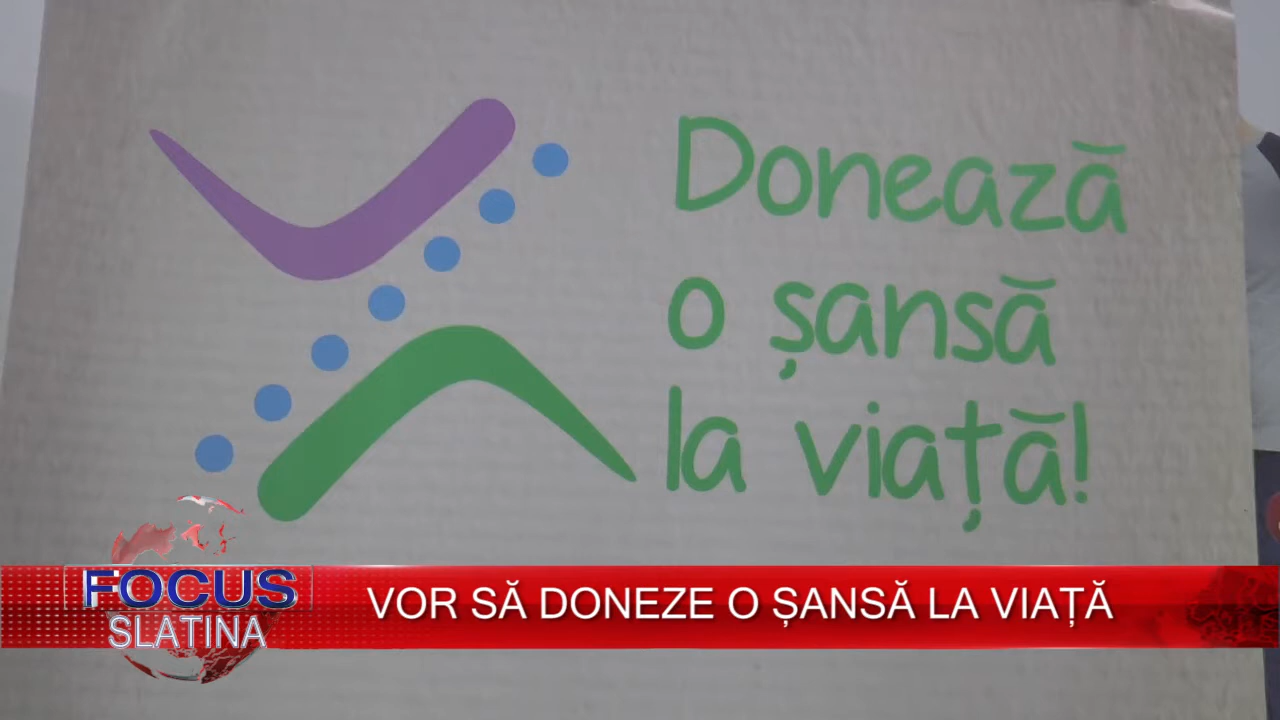 Donează
o șansă
la viață!
FOCUS
SLATINA
VOR SĂ DONEZE O ȘANSĂ LA VIAȚĂ